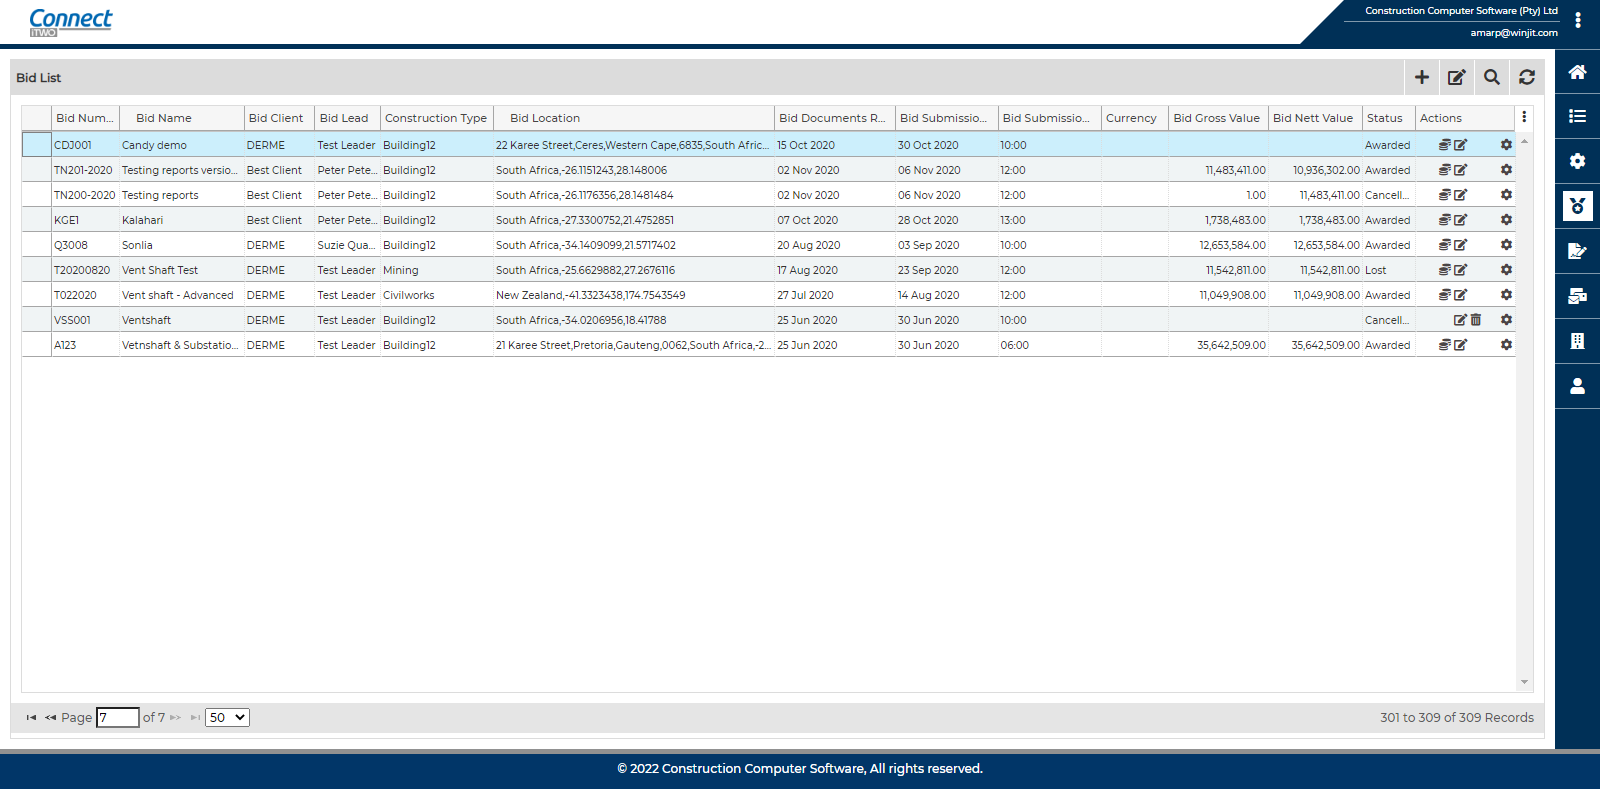 Connect
iTWO
Construction Computer Software (Pty) Ltd
amarp@winjit.com
Bid List
Bid Num... Bid Name Bid Client Bid Lead Construction Type Bid Location Bid Documents R... Bid Submissio... Bid Submissio... Currency Bid Gross Value Bid Nett Value Status Actions
CDJ001 Candy demo DERME Test Leader Building12 22 Karee Street,Ceres,Western Cape,6835,South Afric... 15 Oct 2020 30 Oct 2020 10:00 Awarded
TN201-2020 Testing reports versio... Best Client Peter Pete... Building12 South Africa,-26.1151243,28.148006 02 Nov 2020 06 Nov 2020 12:00 11,483,411.00 10,936,302.00 Awarded
TN200-2020 Testing reports Best Client Peter Pete... Building12 South Africa,-26.1176356,28.1481484 02 Nov 2020 06 Nov 2020 12:00 1.00 11,483,411.00 Cancell...
KGE1 Kalahari Best Client Peter Pete... Building12 South Africa,-27.3300752,21.4752851 07 Oct 2020 28 Oct 2020 13:00 1,738,483.00 1,738,483.00 Awarded
Q3008 Sonlia DERME Suzie Qua... Building12 South Africa,-34.1409099,21.5717402 20 Aug 2020 03 Sep 2020 10:00 12,653,584.00 12,653,584.00 Awarded
T20200820 Vent Shaft Test DERME Test Leader Mining South Africa,-25.6629882,27.2676116 17 Aug 2020 23 Sep 2020 12:00 11,542,811.00 11,542,811.00 Lost
T022020 Vent shaft - Advanced DERME Test Leader Civilworks New Zealand,-41.3323438,174.7543549 27 Jul 2020 14 Aug 2020 12:00 11,049,908.00 11,049,908.00 Awarded
VSS001 Ventshaft DERME Test Leader Building12 South Africa,-34.0206956,18.41788 25 Jun 2020 30 Jun 2020 10:00 Cancell...
A123 Vetnshaft & Substatio... DERME Test Leader Building12 21 Karee Street,Pretoria,Gauteng,0062,South Africa,-2... 25 Jun 2020 30 Jun 2020 06:00 35,642,509.00 35,642,509.00 Awarded
Page 7 of 7 50 301 to 309 of 309 Records
© 2022 Construction Computer Software, All rights reserved.